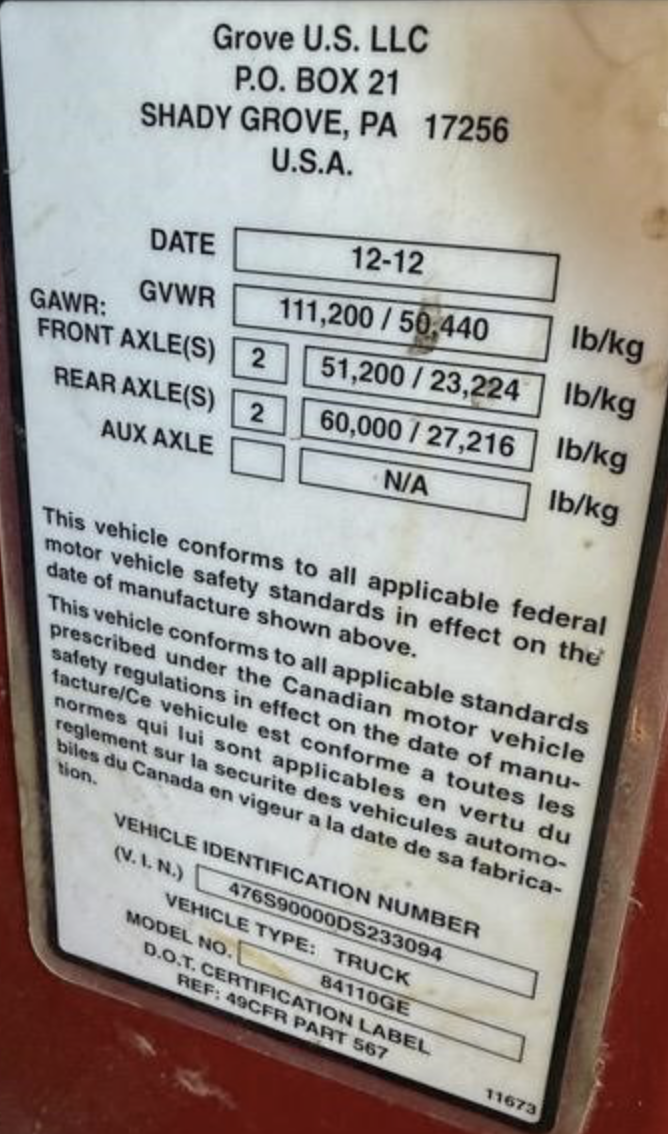 Grove U.S. LLC
P.O. BOX 21
SHADY GROVE, PA 17256
U.S.A.
DATE 12-12
GVWR 111,200 / 50,440 lb/kg
GAWR:
FRONT AXLE(S) 2 51,200 / 23,224 lb/kg
REAR AXLE(S) 2 60,000 / 27,216 lb/kg
AUX AXLE N/A lb/kg
This vehicle conforms to all applicable federal
motor vehicle safety standards in effect on the
date of manufacture shown above.
This vehicle conforms to all applicable standards
prescribed under the Canadian motor vehicle
safety regulations in effect on the date of manu-
facture/Ce vehicule est conforme a toutes les
normes qui lui sont applicables en vertu du
reglement sur la securite des vehicules automo-
biles du Canada en vigeur a la date de sa fabrica-
tion.
VEHICLE IDENTIFICATION NUMBER
(V. I. N.) 476S90000DS233094
VEHICLE TYPE: TRUCK
MODEL NO. 84110GE
D.O.T. CERTIFICATION LABEL
REF: 49CFR PART 567
11673